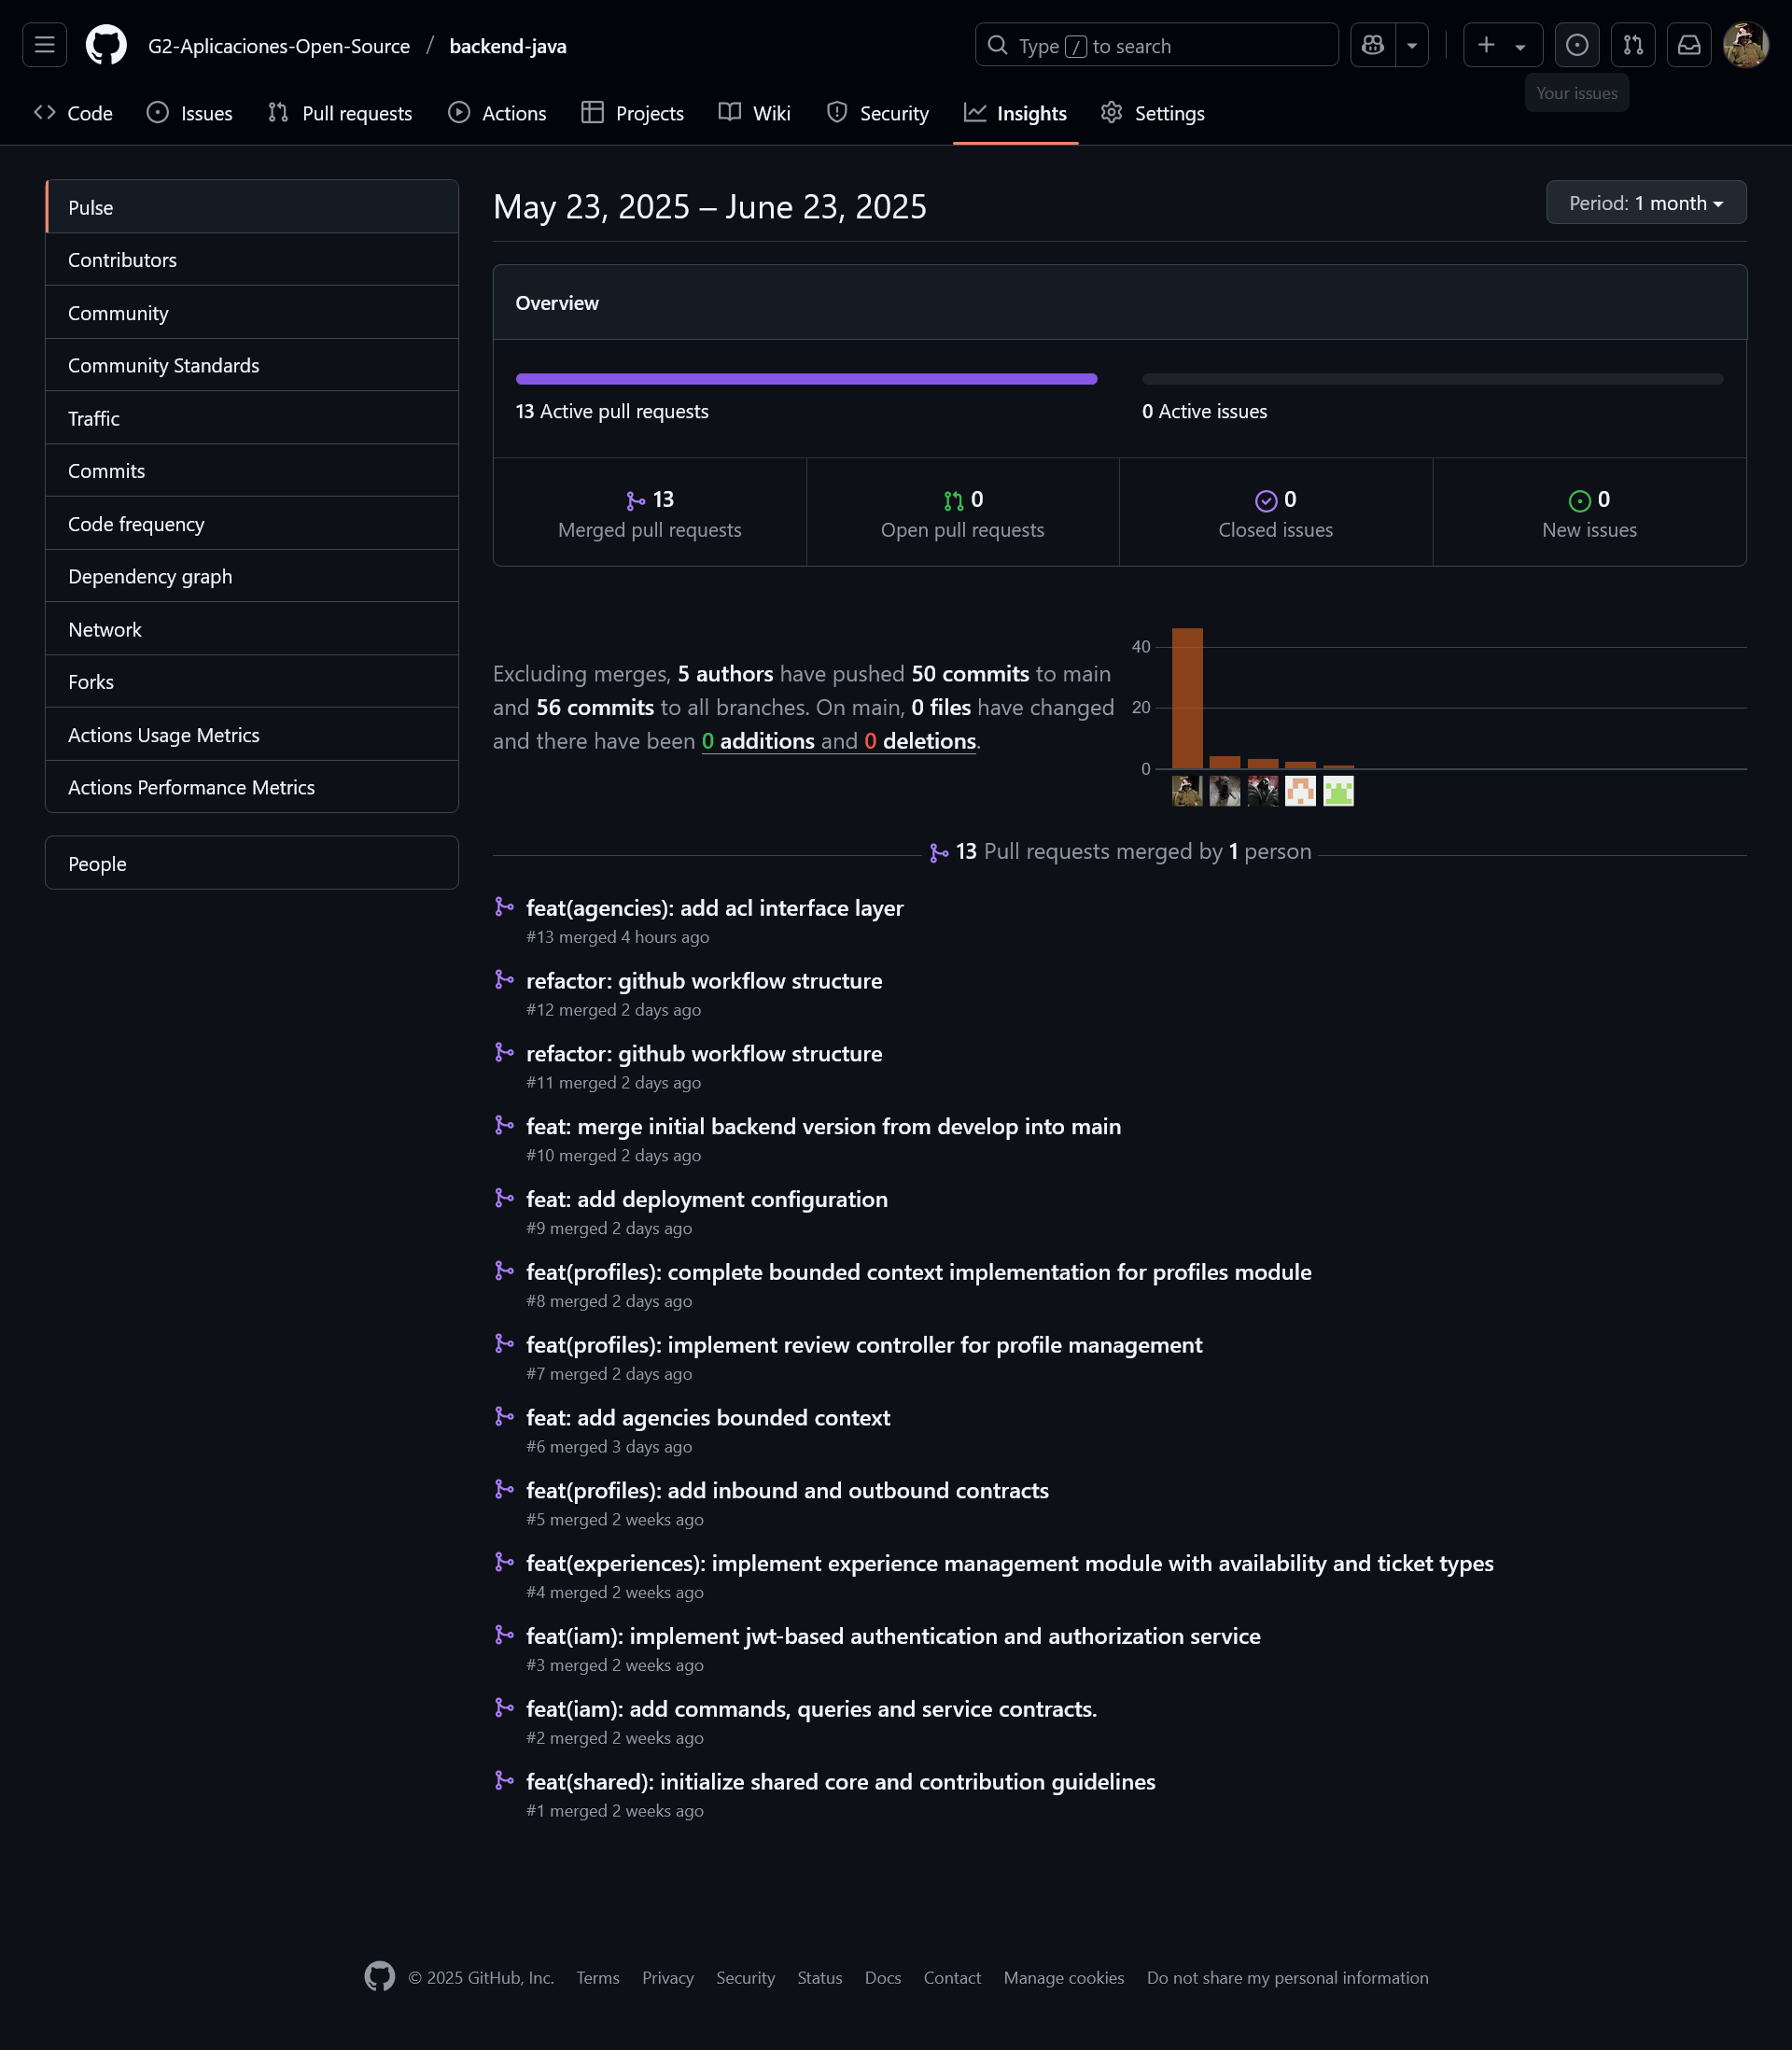 G2-Aplicaciones-Open-Source / backend-java
Type / to search
Your issues
Code Issues Pull requests Actions Projects Wiki Security Insights Settings
Pulse
Contributors
Community
Community Standards
Traffic
Commits
Code frequency
Dependency graph
Network
Forks
Actions Usage Metrics
Actions Performance Metrics
People
May 23, 2025 – June 23, 2025
Period: 1 month
Overview
13 Active pull requests
0 Active issues
13
Merged pull requests
0
Open pull requests
0
Closed issues
0
New issues
Excluding merges, 5 authors have pushed 50 commits to main
and 56 commits to all branches. On main, 0 files have changed
and there have been 0 additions and 0 deletions.
40
20
0
13 Pull requests merged by 1 person
feat(agencies): add acl interface layer
#13 merged 4 hours ago
refactor: github workflow structure
#12 merged 2 days ago
refactor: github workflow structure
#11 merged 2 days ago
feat: merge initial backend version from develop into main
#10 merged 2 days ago
feat: add deployment configuration
#9 merged 2 days ago
feat(profiles): complete bounded context implementation for profiles module
#8 merged 2 days ago
feat(profiles): implement review controller for profile management
#7 merged 2 days ago
feat: add agencies bounded context
#6 merged 3 days ago
feat(profiles): add inbound and outbound contracts
#5 merged 2 weeks ago
feat(experiences): implement experience management module with availability and ticket types
#4 merged 2 weeks ago
feat(iam): implement jwt-based authentication and authorization service
#3 merged 2 weeks ago
feat(iam): add commands, queries and service contracts.
#2 merged 2 weeks ago
feat(shared): initialize shared core and contribution guidelines
#1 merged 2 weeks ago
© 2025 GitHub, Inc. Terms Privacy Security Status Docs Contact Manage cookies Do not share my personal information